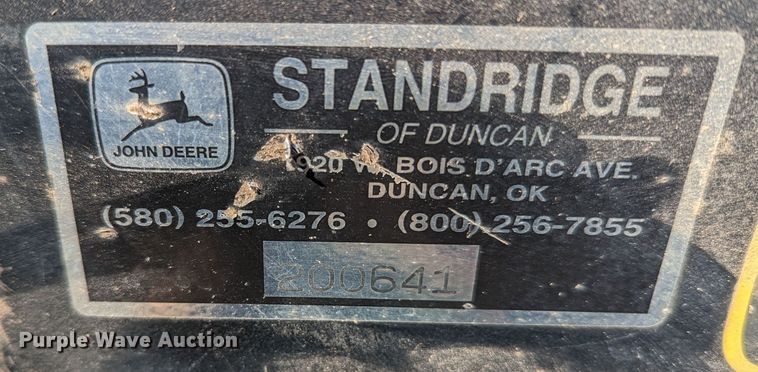 JOHN DEERE
STANDRIDGE
OF DUNCAN
BOIS D'ARC AVE.
DUNCAN, OK
(580) 255-6276 • (800) 256-7855
200641
Purple Wave Auction